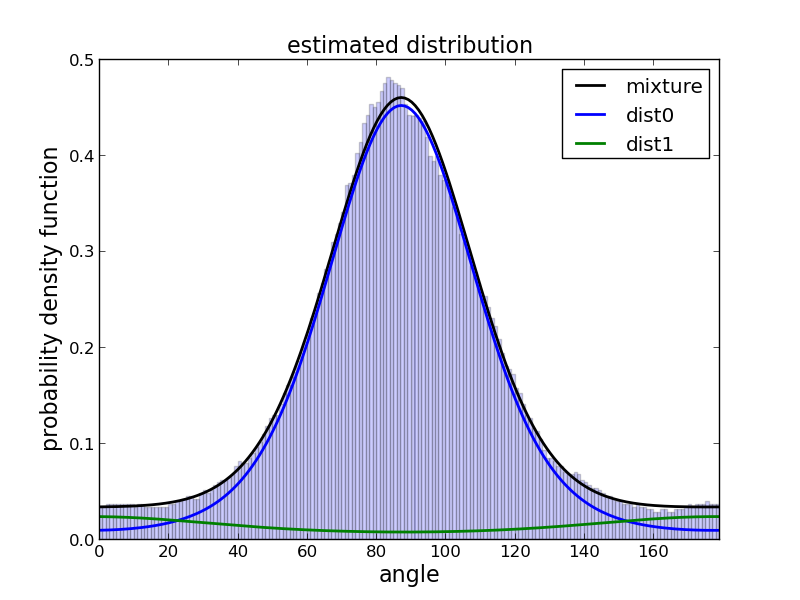 estimated distribution
mixture
dist0
dist1
probability density function
0.5
0.4
0.3
0.2
0.1
0.0
0 20 40 60 80 100 120 140 160
angle